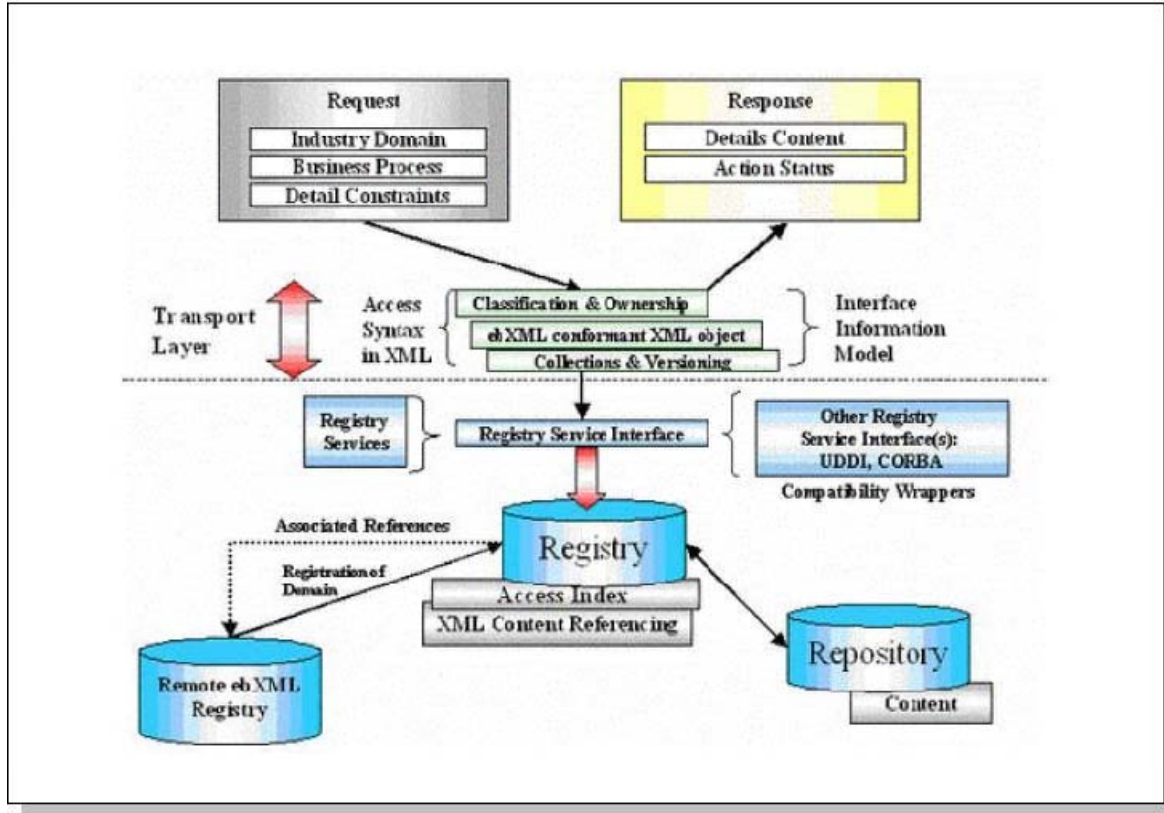 Request
Industry Domain
Business Process
Detail Constraints
Response
Details Content
Action Status
Transport
Layer
Access
Syntax
in XML
Classification & Ownership
ebXML conformant XML object
Collections & Versioning
Interface
Information
Model
Registry
Services
Registry Service Interface
Other Registry
Service Interface(s):
UDDI, CORBA
Compatibility Wrappers
Associated References
Registration of
Domain
Registry
Access Index
XML Content Referencing
Remote ebXML
Registry
Repository
Content